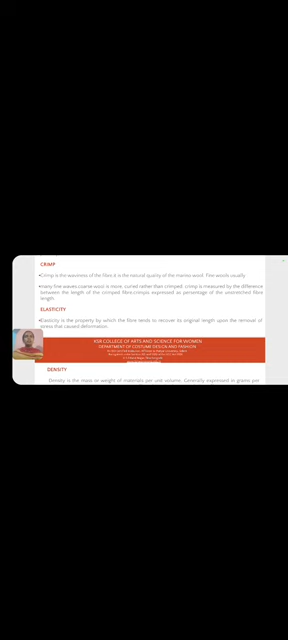 CRIMP
•Crimp is the waviness of the fibre.it is the natural quality of the marino wool. Fine wools usually
•many fine waves.coarse wool is more curled rather than crimped. crimp is measured by the difference
between the length of the crimped fibre.crimpis expressed as percentage of the unstretched fibre
length.
ELASTICITY
•Elasticity is the property by which the fibre tends to recover its original length upon the removal of
stress that caused deformation.
KSR COLLEGE OF ARTS AND SCIENCE FOR WOMEN
DEPARTMENT OF COSTUME DESIGN AND FASHION
DENSITY
Density is the mass or weight of materials per unit volume. Generally expressed in grams per